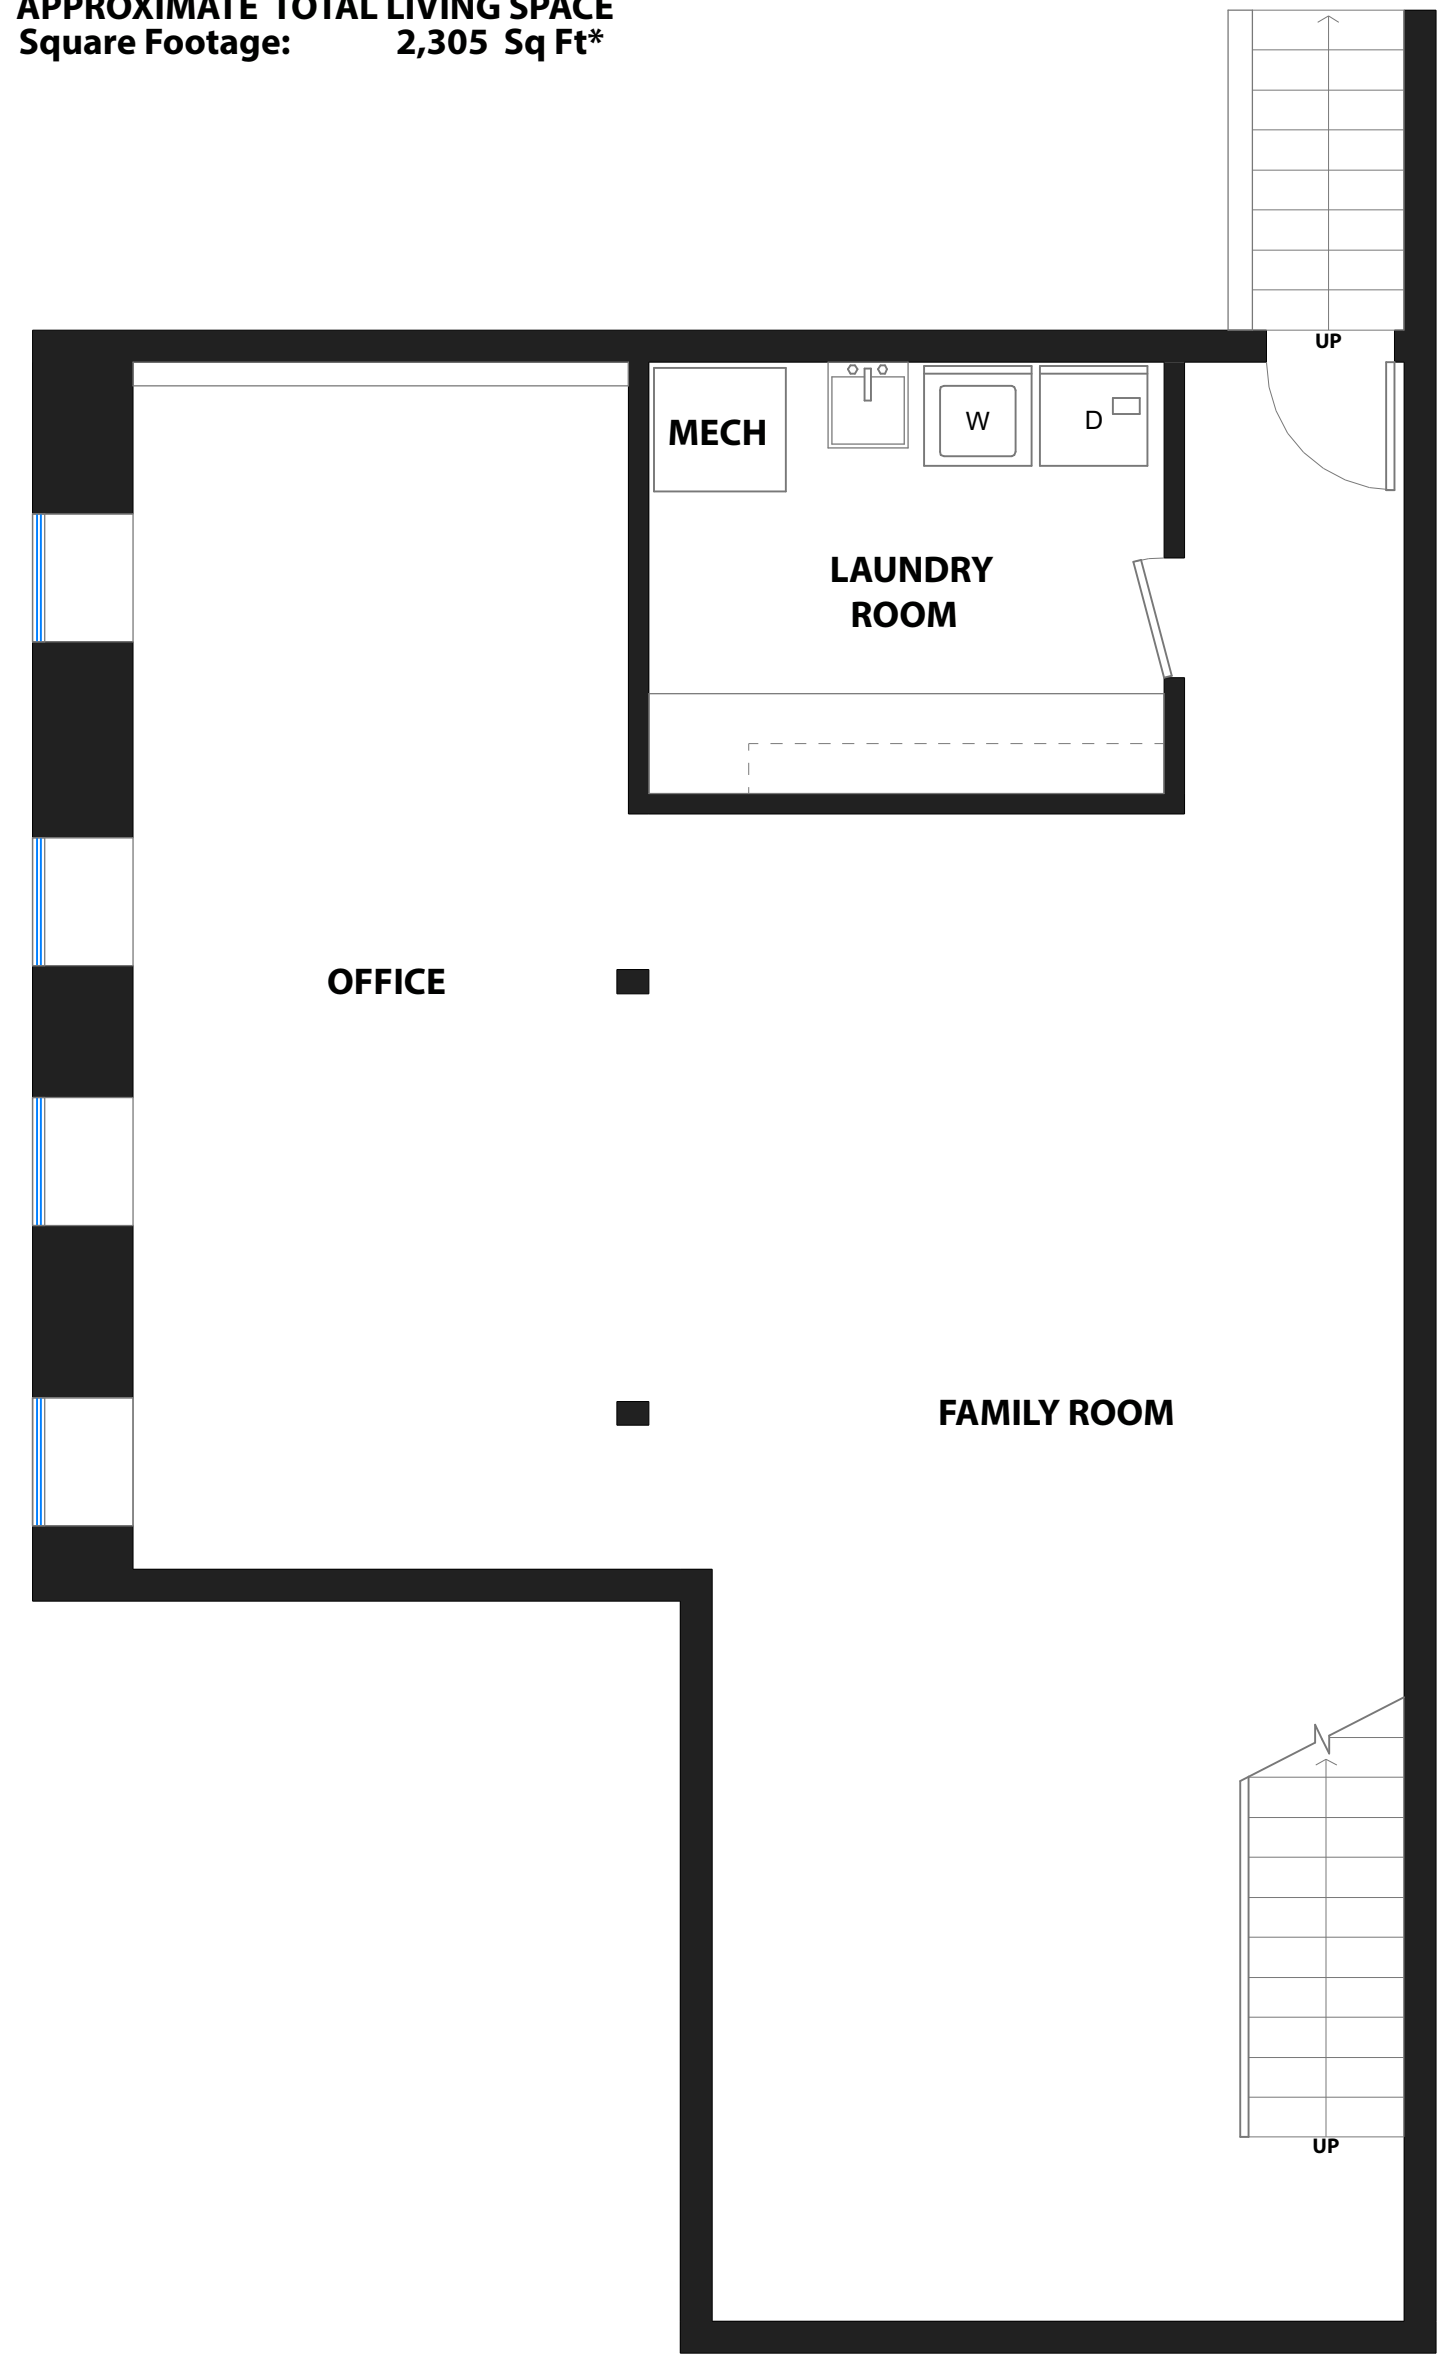 APPROXIMATE TOTAL LIVING SPACE
Square Footage: 2,305 Sq Ft*
UP
MECH
W
D
LAUNDRY
ROOM
OFFICE
FAMILY ROOM
UP